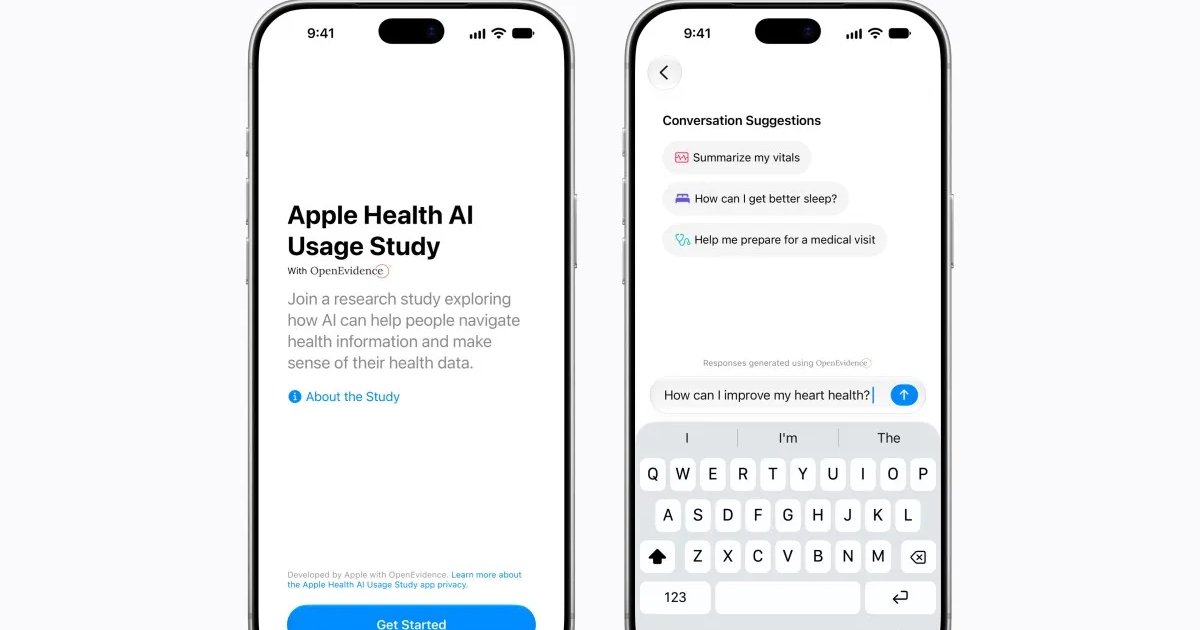 9:41
Apple Health AI
Usage Study
With OpenEvidence
Join a research study exploring
how AI can help people navigate
health information and make
sense of their health data.
About the Study
Developed by Apple with OpenEvidence. Learn more about
the Apple Health AI Usage Study app privacy.
Get Started
9:41
Conversation Suggestions
Summarize my vitals
How can I get better sleep?
Help me prepare for a medical visit
Responses generated using OpenEvidence
How can I improve my heart health?
I I'm The
Q W E R T Y U I O P
A S D F G H J K L
Z X C V B N M
123